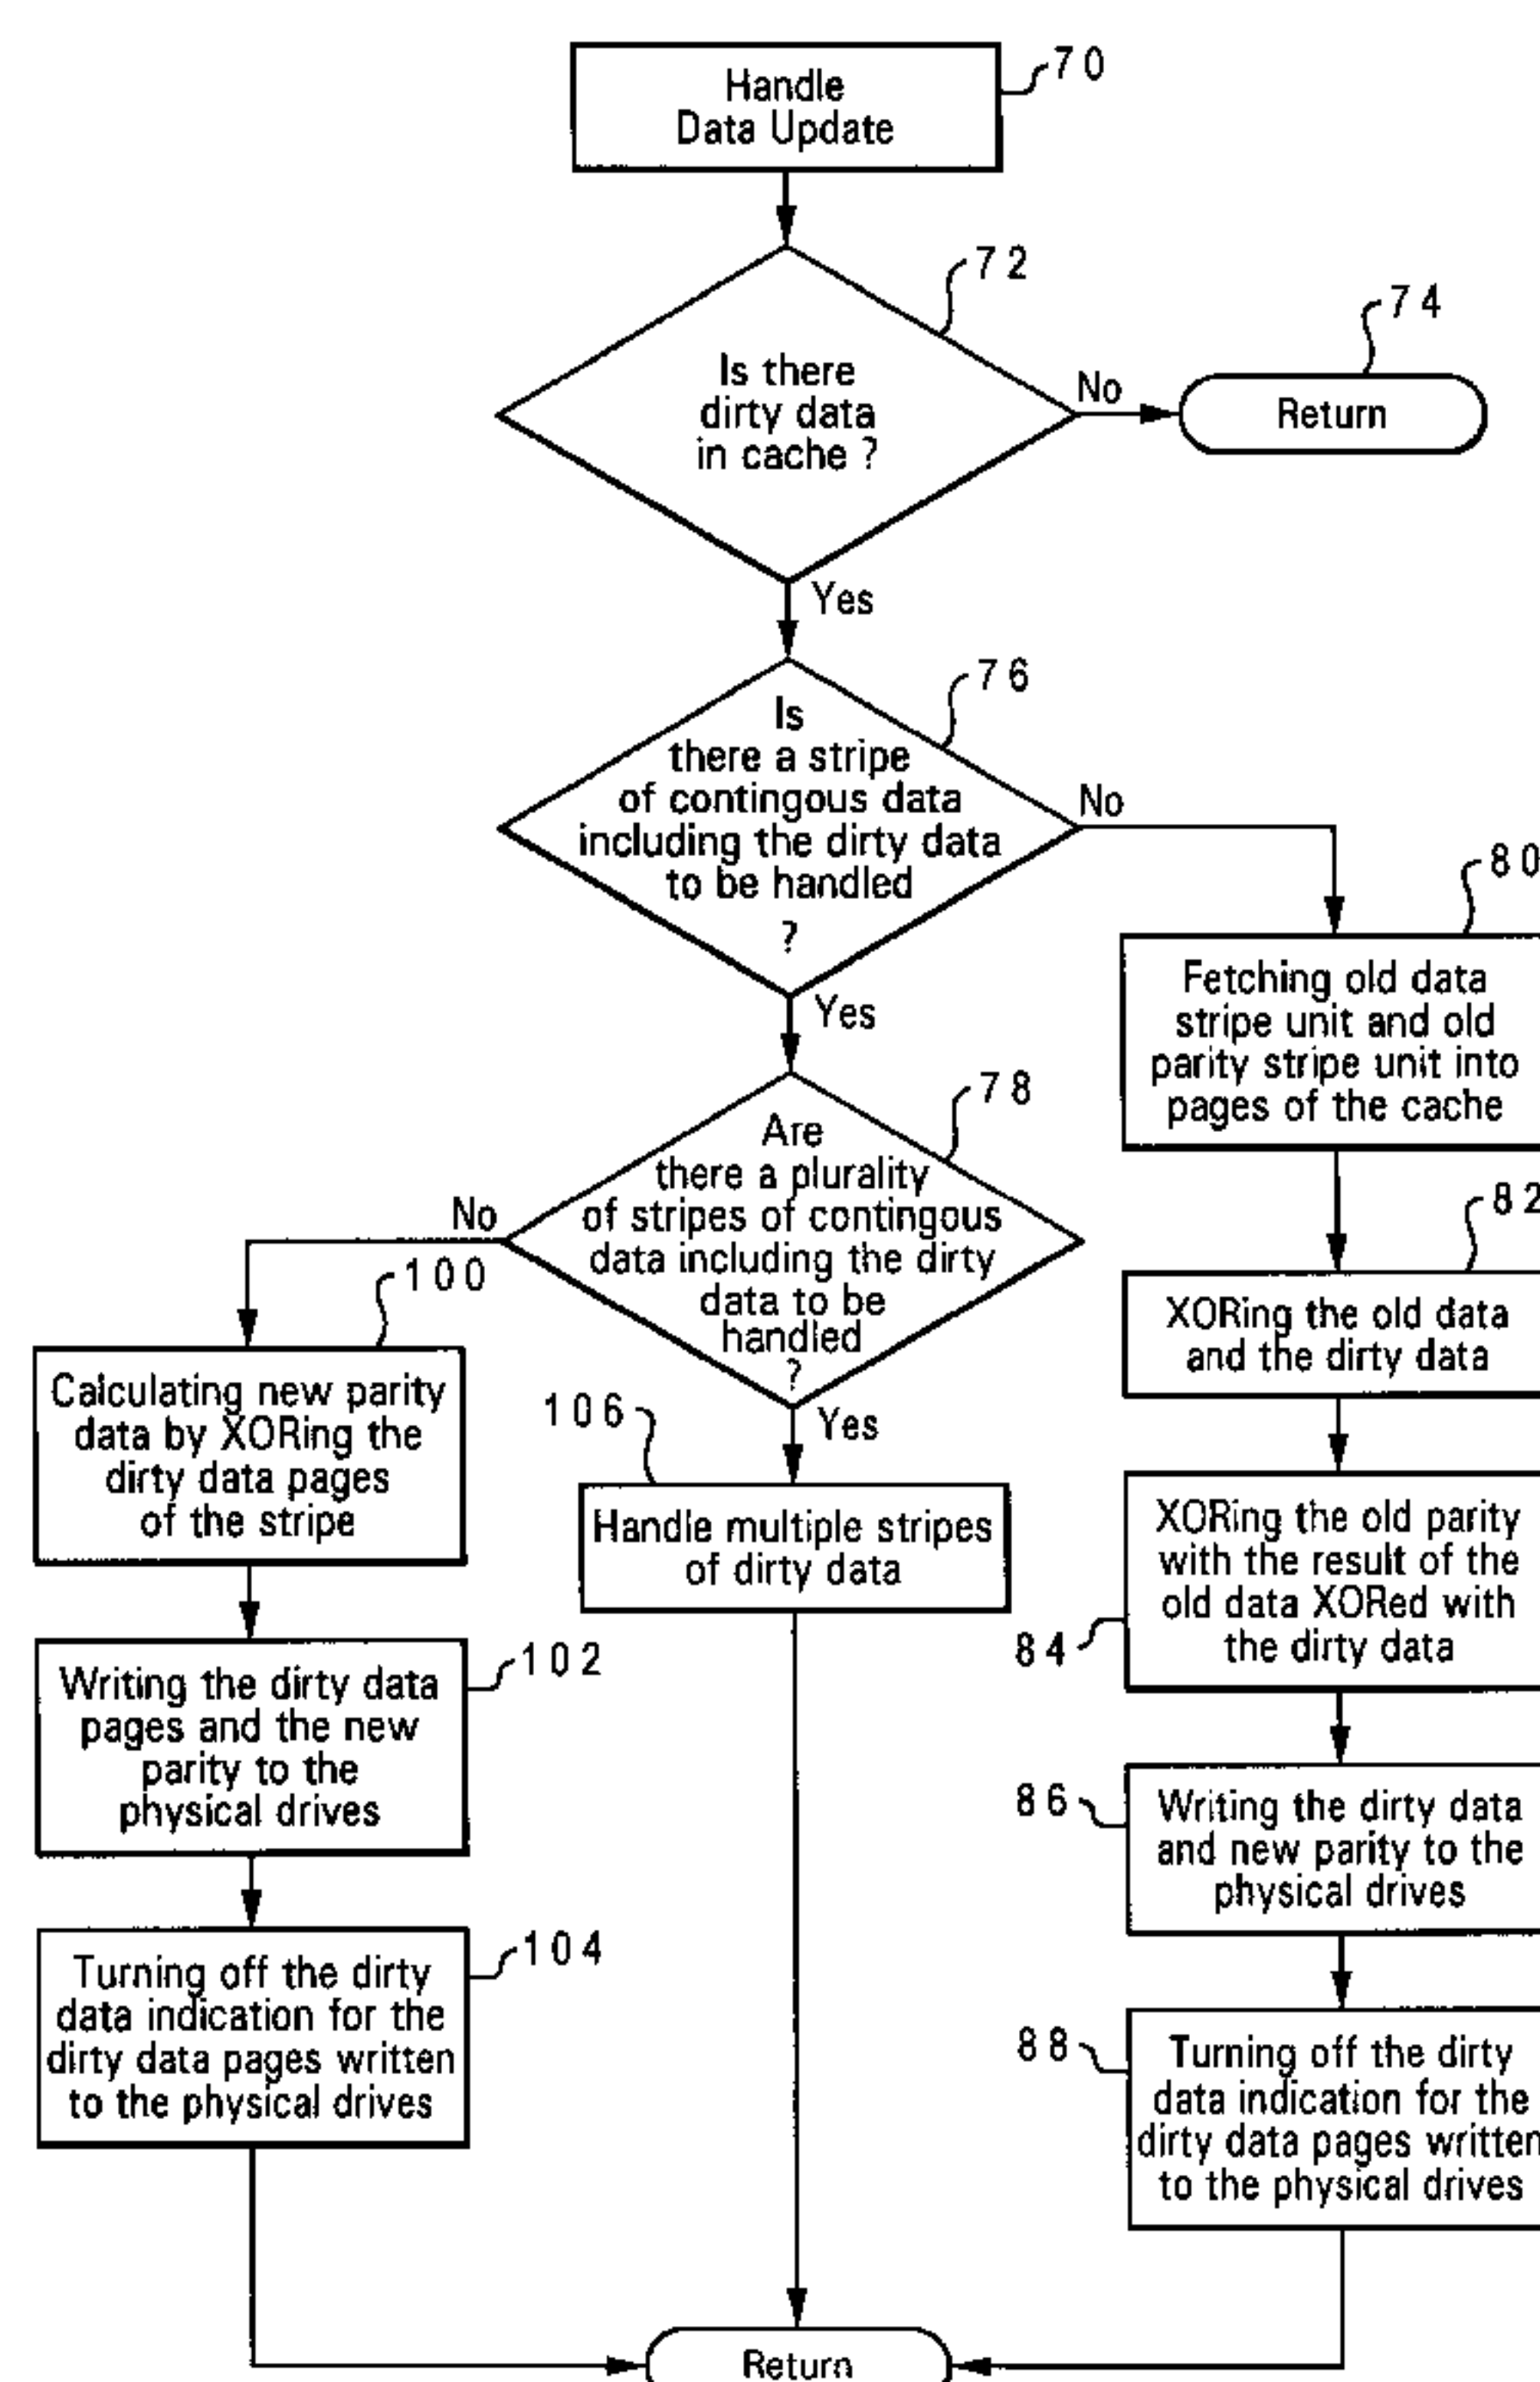 Handle
Data Update
70
72
Is there
dirty data
in cache ?
No
74
Return
Yes
76
Is
there a stripe
of contingous data
including the dirty data
to be handled
?
No
Yes
80
Fetching old data
stripe unit and old
parity stripe unit into
pages of the cache
78
Are
there a plurality
of stripes of contingous
data including the dirty
data to be
handled
?
No
Yes
82
XORing the old data
and the dirty data
100
Calculating new parity
data by XORing the
dirty data pages
of the stripe
106
Handle multiple stripes
of dirty data
XORing the old parity
with the result of the
old data XORed with
the dirty data
84
102
Writing the dirty data
pages and the new
parity to the
physical drives
86
Writing the dirty data
and new parity to the
physical drives
104
Turning off the dirty
data indication for the
dirty data pages written
to the physical drives
88
Turning off the dirty
data indication for the
dirty data pages written
to the physical drives
Return